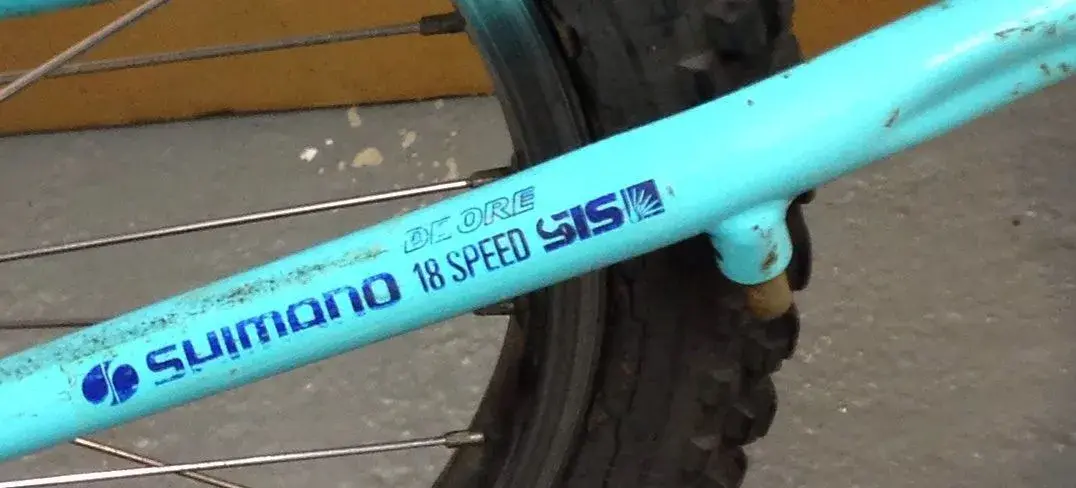 DEORE
SHIMANO 18 SPEED SIS